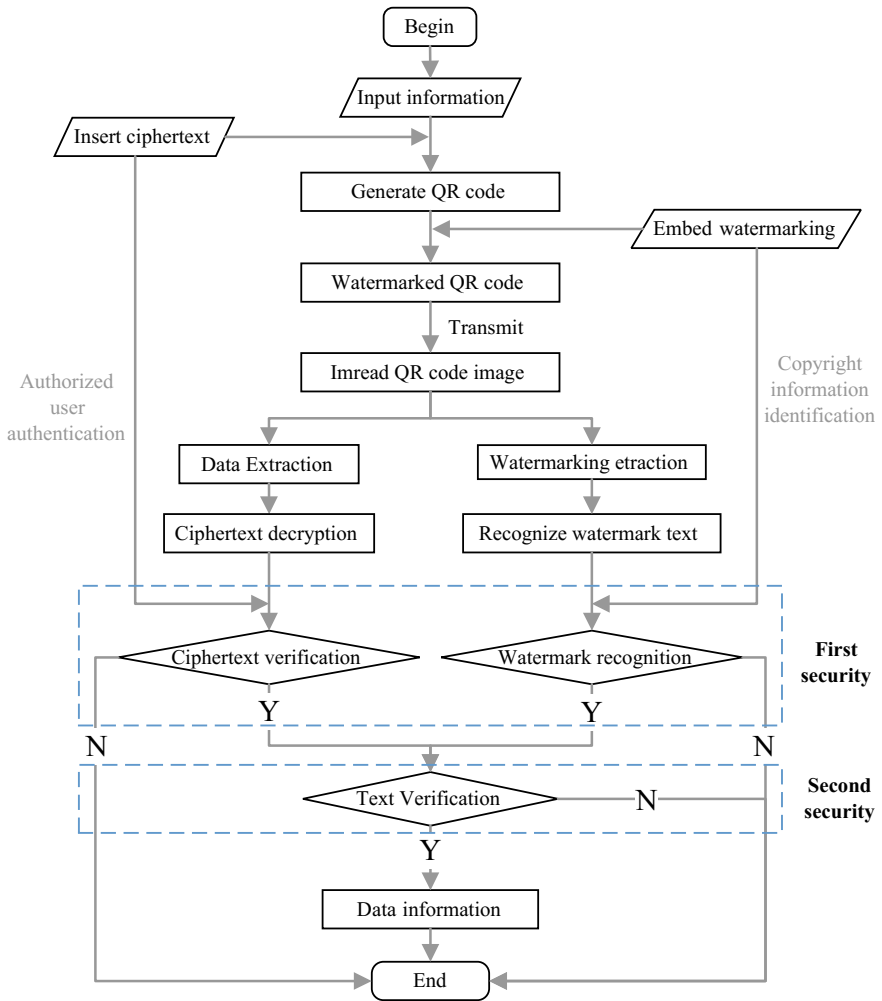 Begin
Input information
Insert ciphertext
Generate QR code
Embed watermarking
Watermarked QR code
Transmit
Imread QR code image
Authorized
user
authentication
Copyright
information
identification
Data Extraction
Watermarking etraction
Ciphertext decryption
Recognize watermark text
Ciphertext verification
Watermark recognition
First
security
Y
Y
N
N
Text Verification
N
Second
security
Y
Data information
End